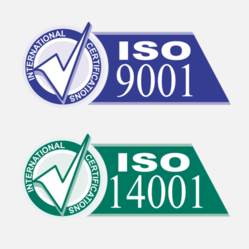 INTERNATIONAL CERTIFICATIONS
ISO
9001
INTERNATIONAL CERTIFICATIONS
ISO
14001